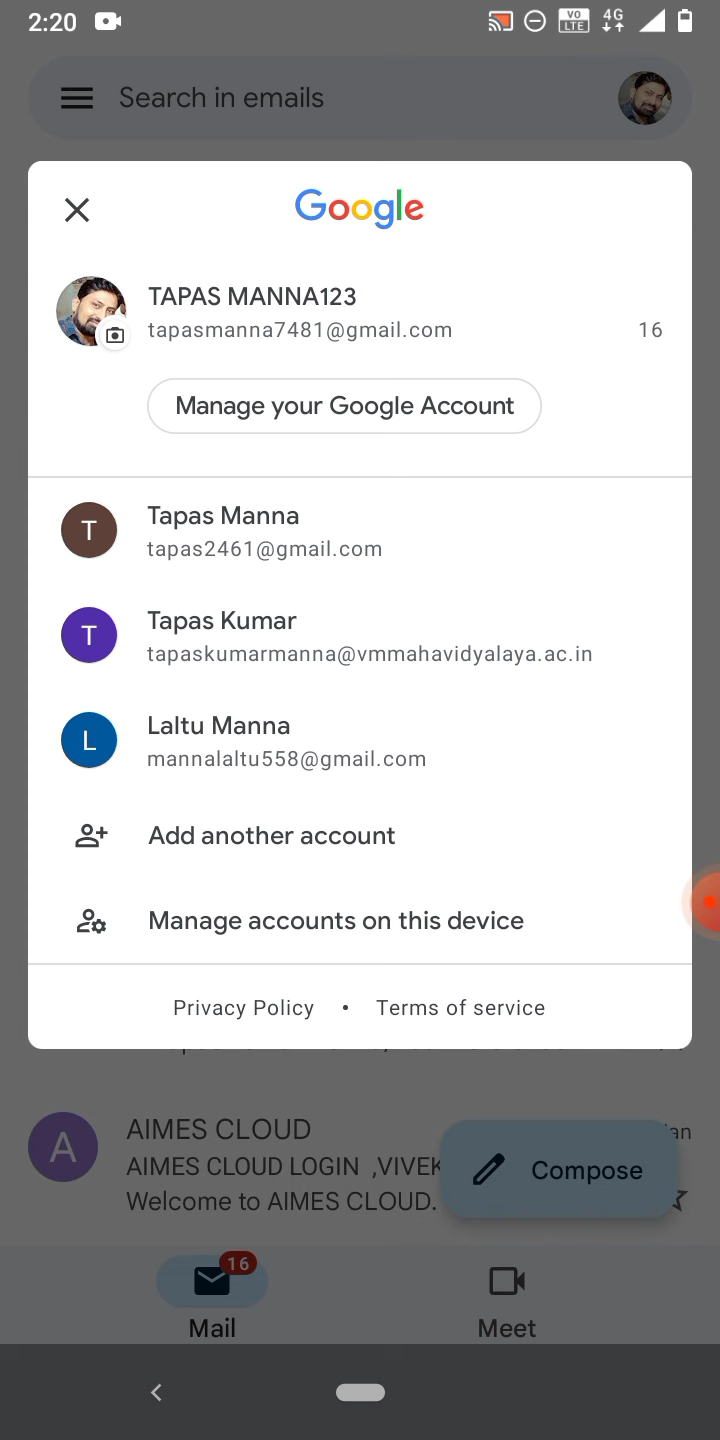 2:20
VO LTE 4G
Search in emails
Google
TAPAS MANNA123
tapasmanna7481@gmail.com 16
Manage your Google Account
T Tapas Manna
tapas2461@gmail.com
T Tapas Kumar
tapaskumarmanna@vmmahavidyalaya.ac.in
L Laltu Manna
mannalaltu558@gmail.com
Add another account
Manage accounts on this device
Privacy Policy • Terms of service
A AIMES CLOUD
AIMES CLOUD LOGIN ,VIVEK
Welcome to AIMES CLOUD.
Compose
16
Mail Meet